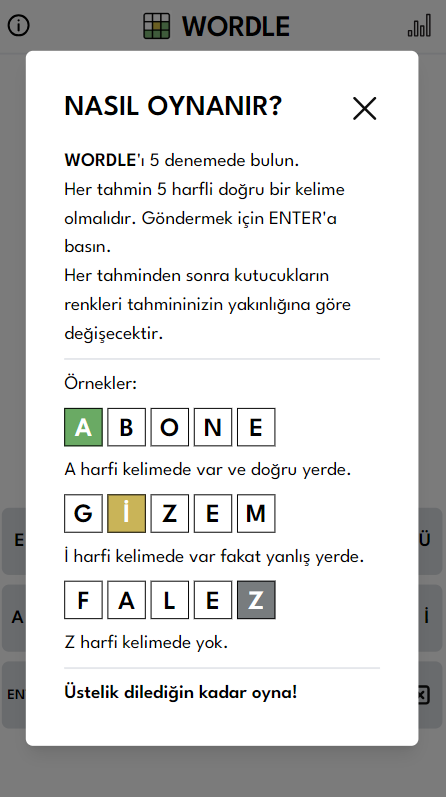 WORDLE
NASIL OYNANIR?
WORDLE'ı 5 denemede bulun.
Her tahmin 5 harfli doğru bir kelime
olmalıdır. Göndermek için ENTER'a
basın.
Her tahminden sonra kutucukların
renkleri tahmininizin yakınlığına göre
değişecektir.
Örnekler:
A B O N E
A harfi kelimede var ve doğru yerde.
G İ Z E M
İ harfi kelimede var fakat yanlış yerde.
F A L E Z
Z harfi kelimede yok.
Üstelik dilediğin kadar oyna!
E Ü
A İ
EN